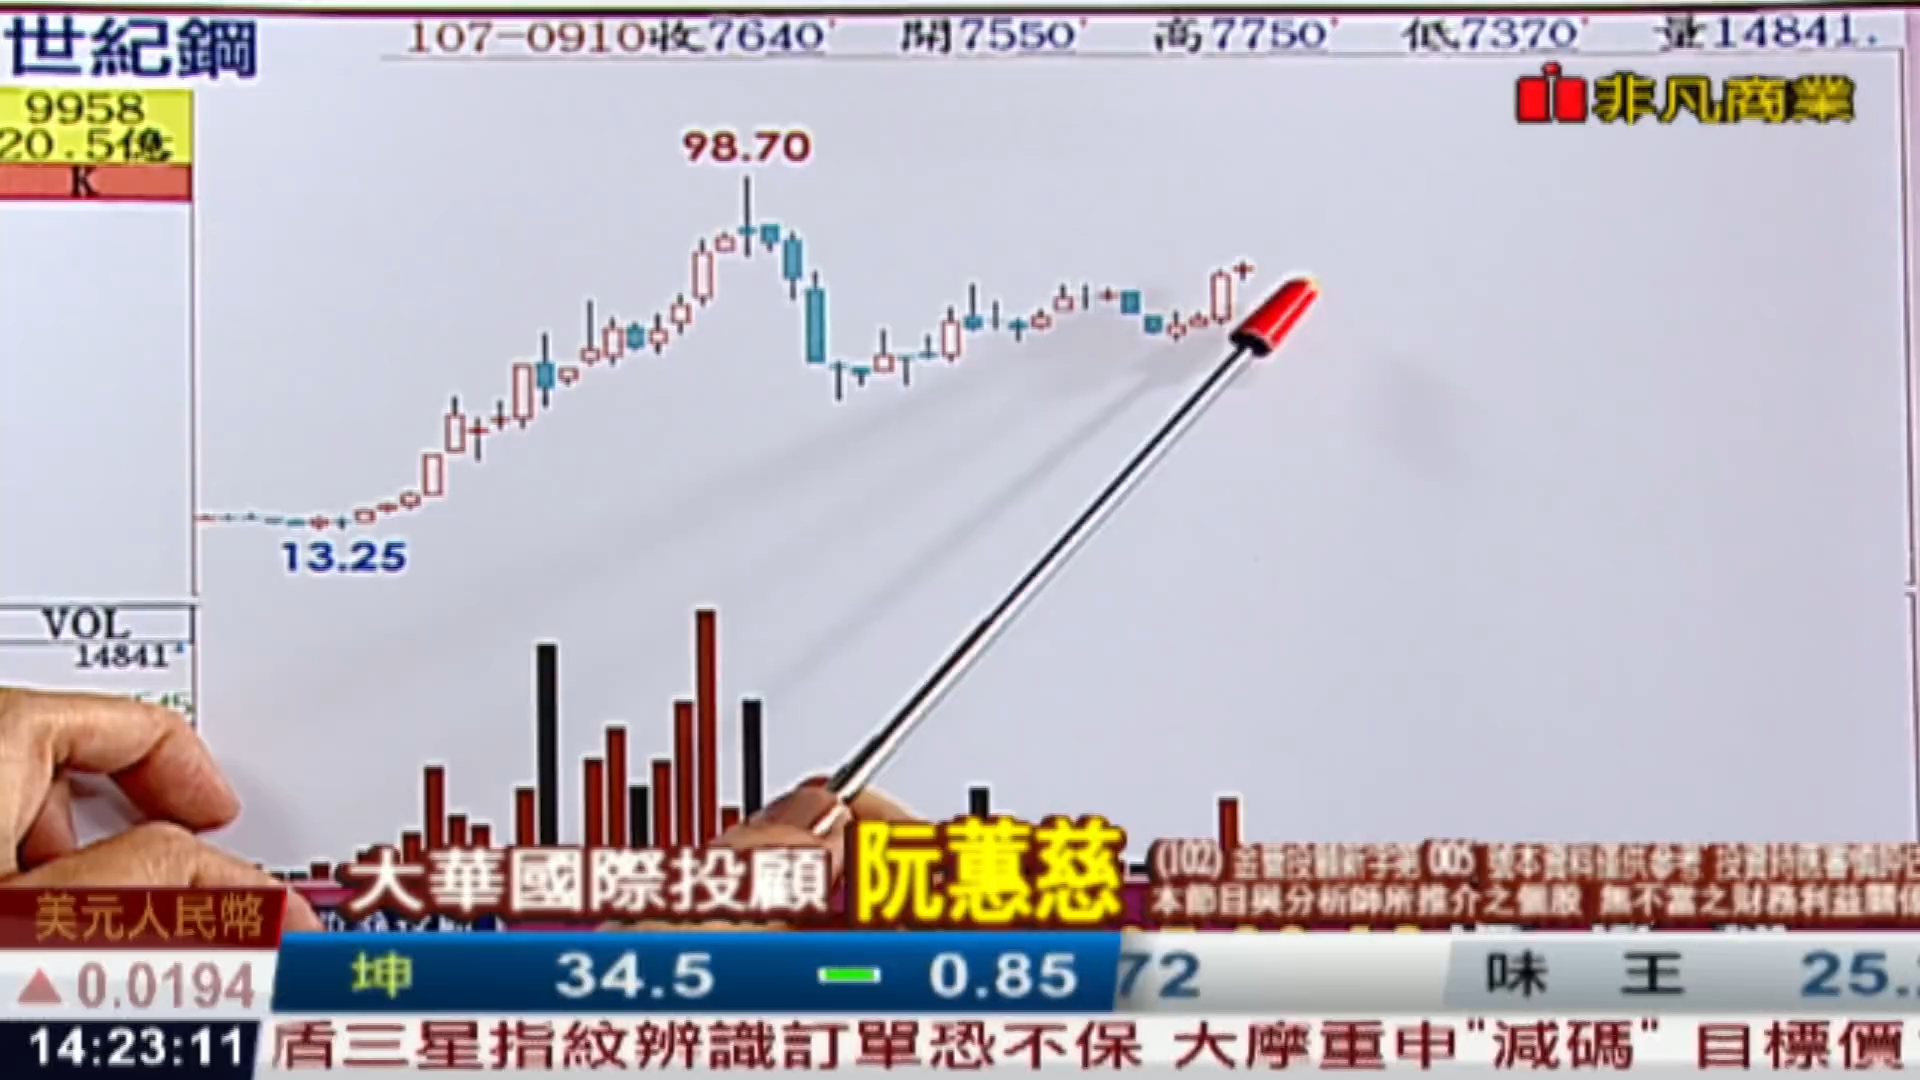 世紀鋼
107-0910收7640' 開7550' 高7750' 低7370' 量14841.
非凡商業
9958
20.5億
K
98.70
13.25
VOL
14841
大華國際投顧 阮蕙慈
本節目與分析師所推介之個股 無不當之財務利益關係
美元人民幣
▲0.0194
坤 34.5 0.85
72
味 王 25.
14:23:11
盾三星指紋辨識訂單恐不保 大摩重申"減碼" 目標價